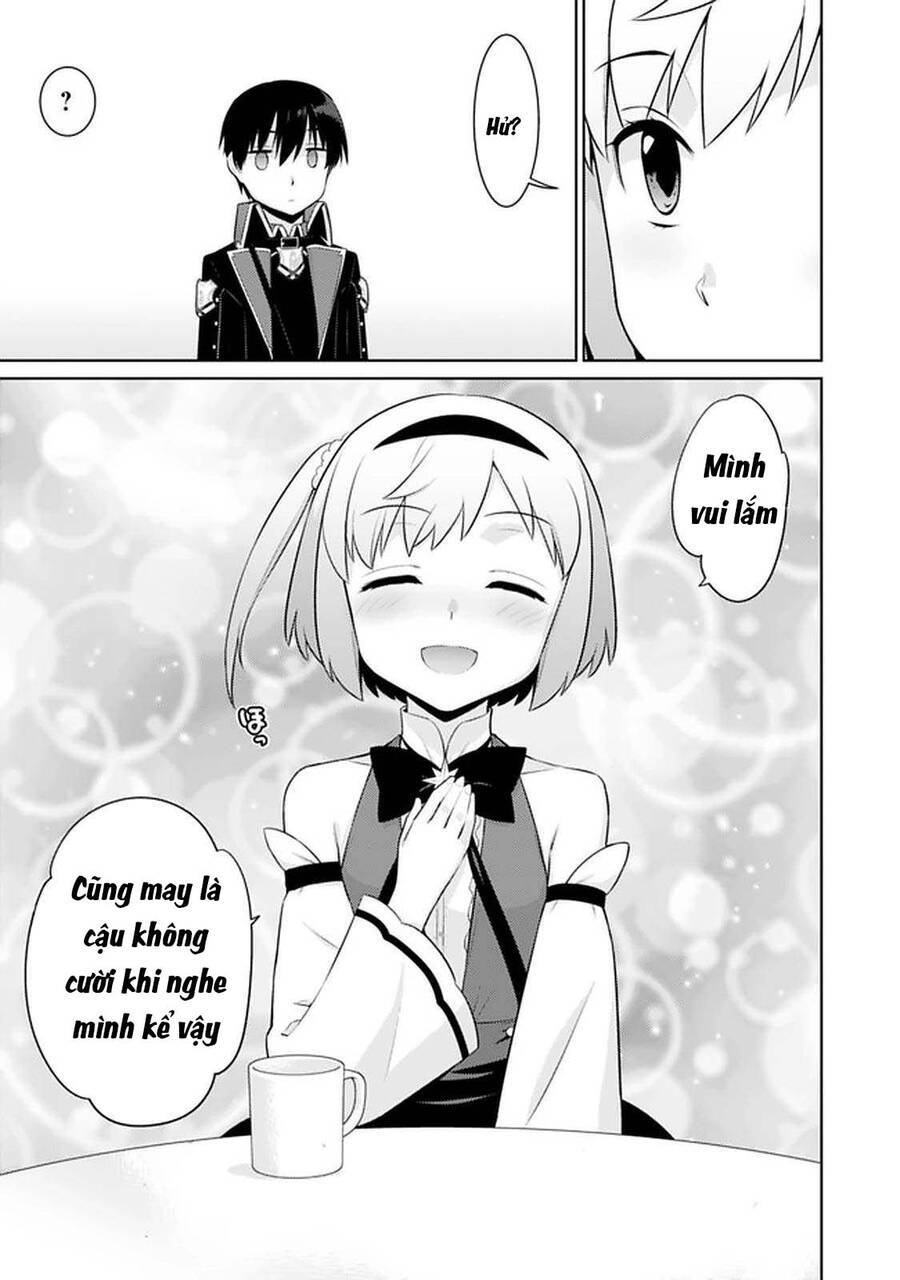 Hử?
?
Mình
vui lắm
ほっ
Cũng may là
cậu không
cười khi nghe
mình kể vậy